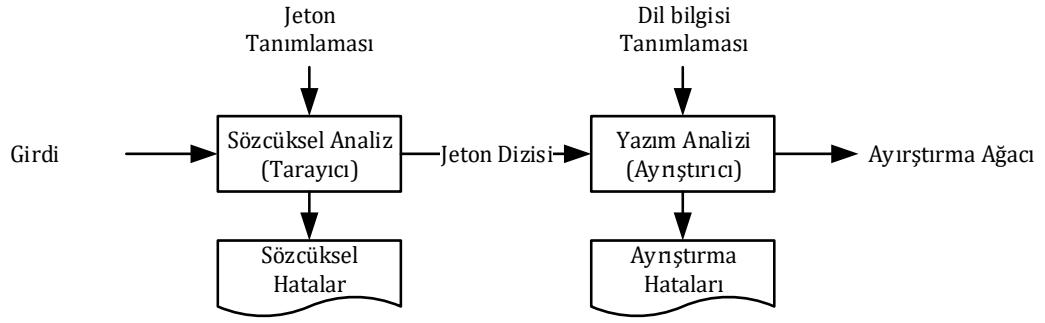 Jeton
Tanımlaması
Dil bilgisi
Tanımlaması
Girdi
Sözcüksel Analiz
(Tarayıcı)
Jeton Dizisi
Yazım Analizi
(Ayrıştırıcı)
Ayırştırma Ağacı
Sözcüksel
Hatalar
Ayrıştırma
Hataları